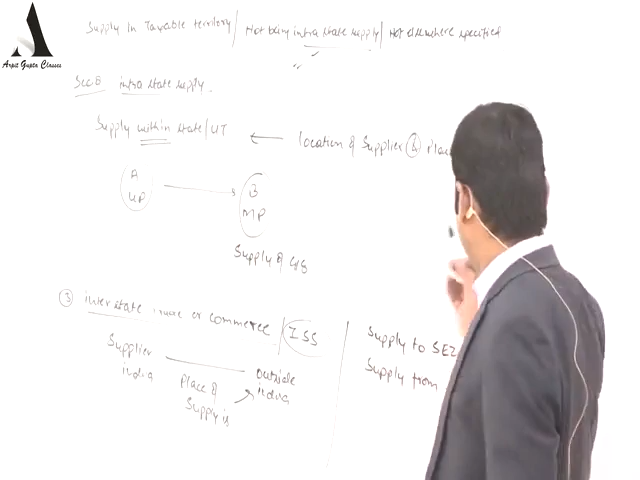 Supply in Taxable territory / Not being intra state supply / Not elsewhere specified
Arpit Gupta Classes
Sec 8 intra state supply.
Supply within state / UT ← location of Supplier & Pla
A B
UP MP
Supply of G/S
③ inter state trade or commerce / ISS
Supplier india
Place of Supply is
outside india
Supply to SEZ
Supply from